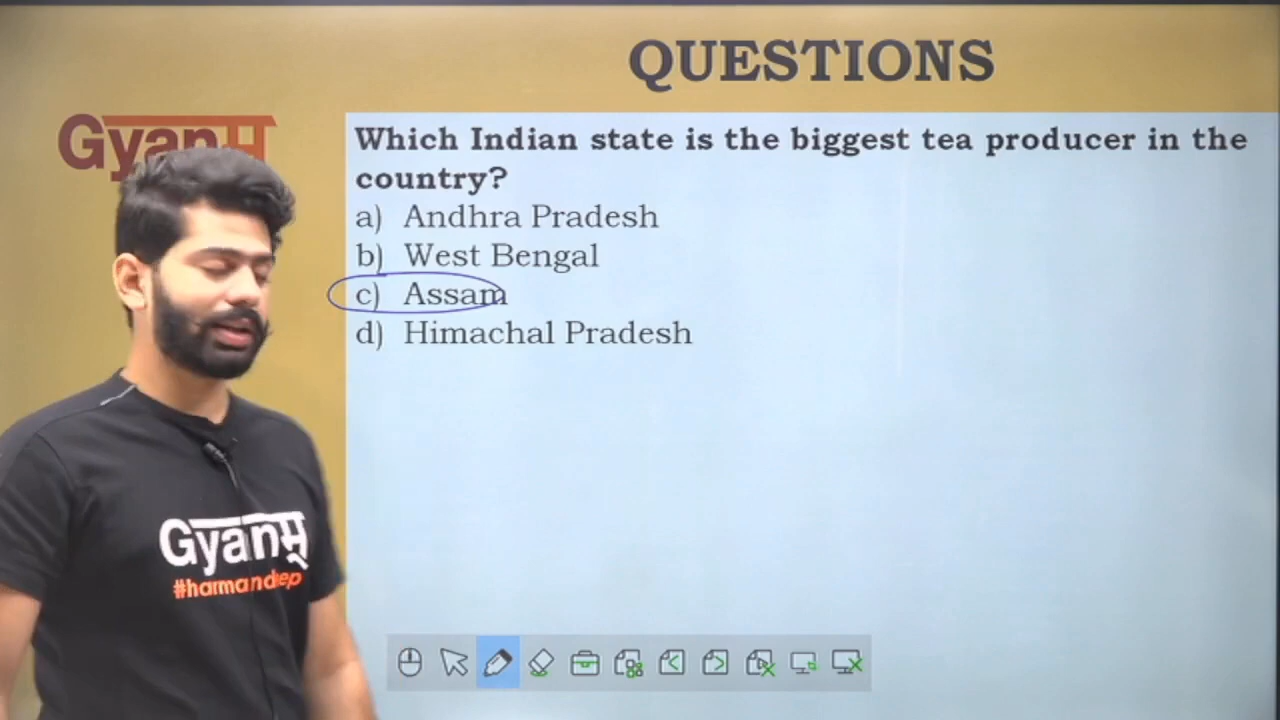 QUESTIONS
Gyanम
Which Indian state is the biggest tea producer in the
country?
a) Andhra Pradesh
b) West Bengal
c) Assam
d) Himachal Pradesh
Gyanम्
#harmandeep